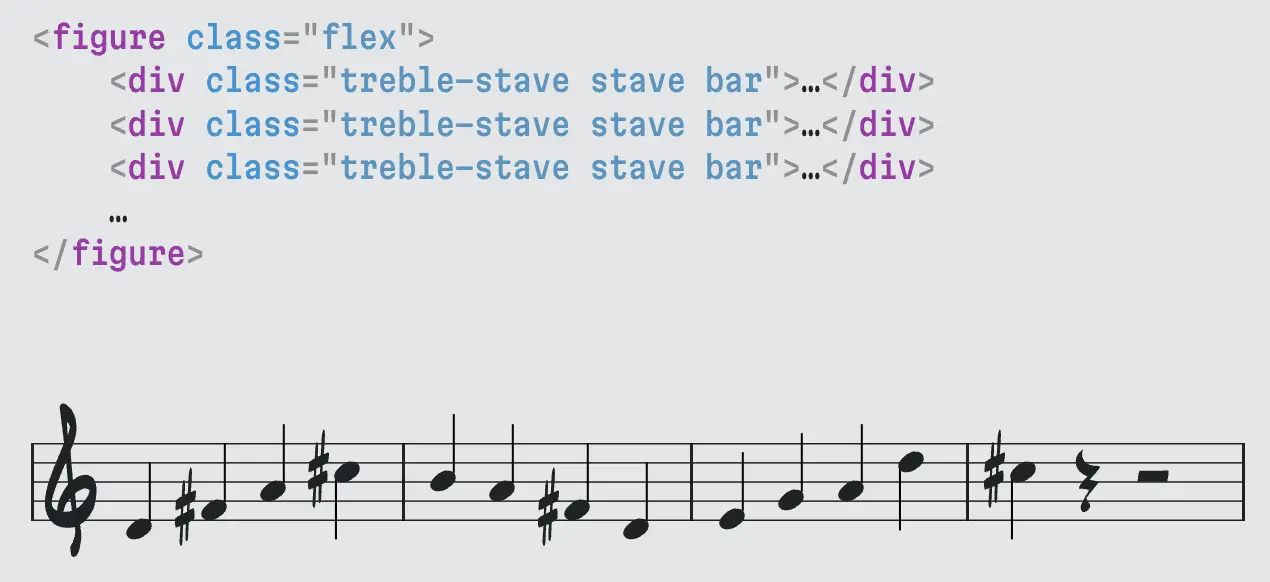 <figure class="flex">
    <div class="treble-stave stave bar">…</div>
    <div class="treble-stave stave bar">…</div>
    <div class="treble-stave stave bar">…</div>
    …
</figure>